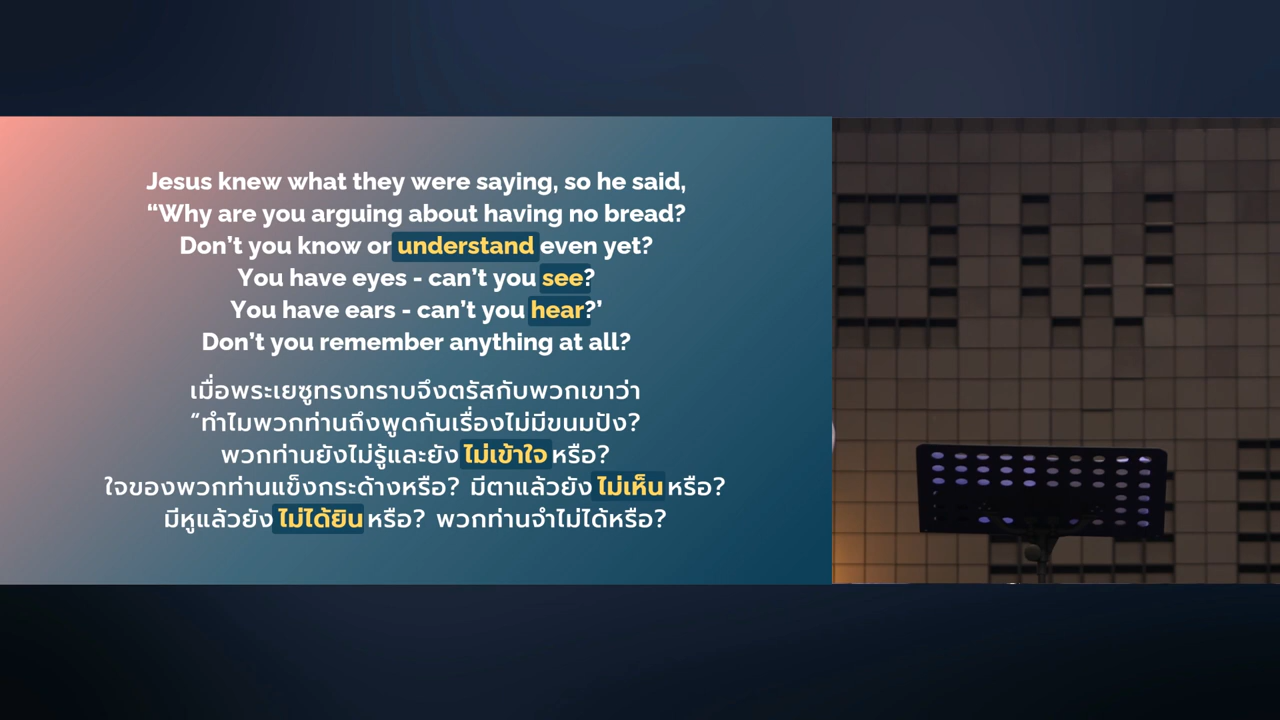 Jesus knew what they were saying, so he said,
“Why are you arguing about having no bread?
Don’t you know or understand even yet?
You have eyes - can’t you see?
You have ears - can’t you hear?’
Don’t you remember anything at all?
เมื่อพระเยซูทรงทราบจึงตรัสกับพวกเขาว่า
“ทำไมพวกท่านถึงพูดกันเรื่องไม่มีขนมปัง?
พวกท่านยังไม่รู้และยัง ไม่เข้าใจ หรือ?
ใจของพวกท่านแข็งกระด้างหรือ? มีตาแล้วยัง ไม่เห็น หรือ?
มีหูแล้วยัง ไม่ได้ยิน หรือ? พวกท่านจำไม่ได้หรือ?